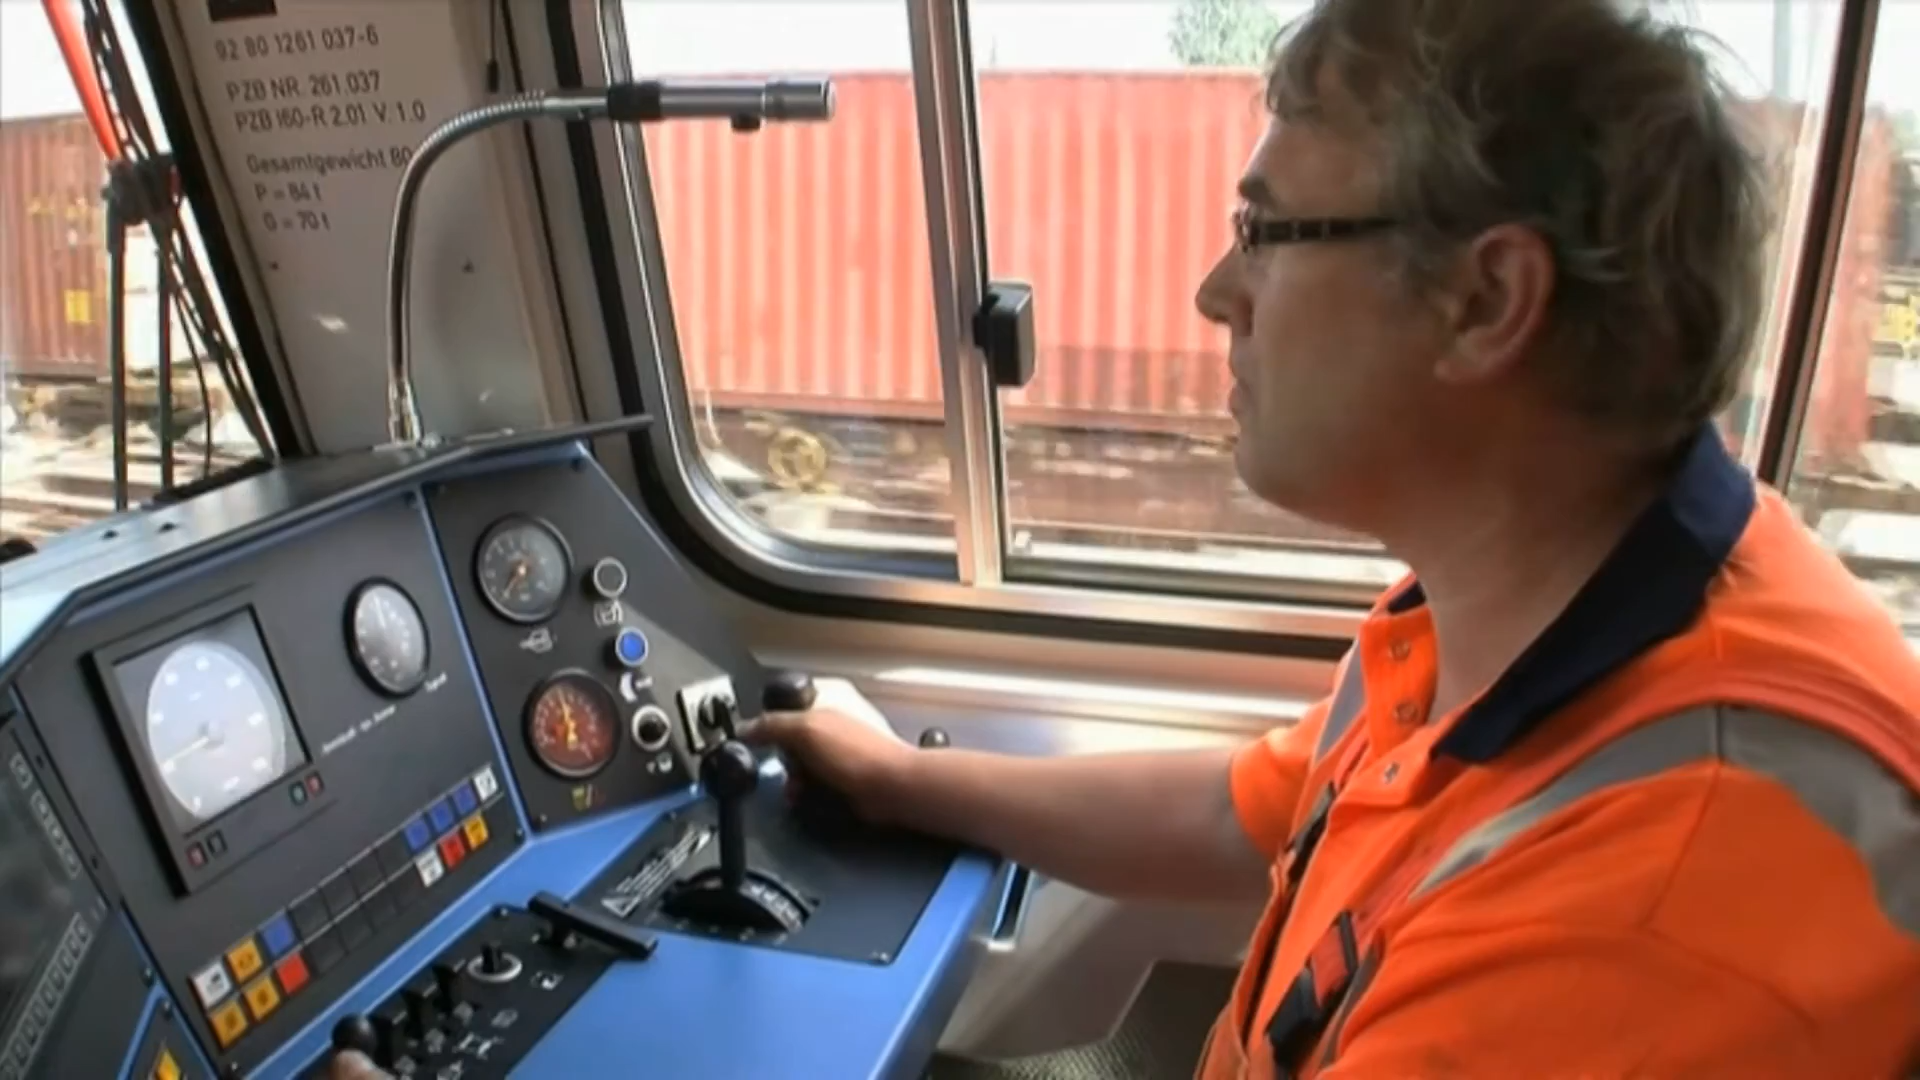 92 80 1261 037-6
PZB NR. 261.037
PZB I60-R 2.01 V. 1.0
Gesamtgewicht 80
P = 84 t
G = 70 t